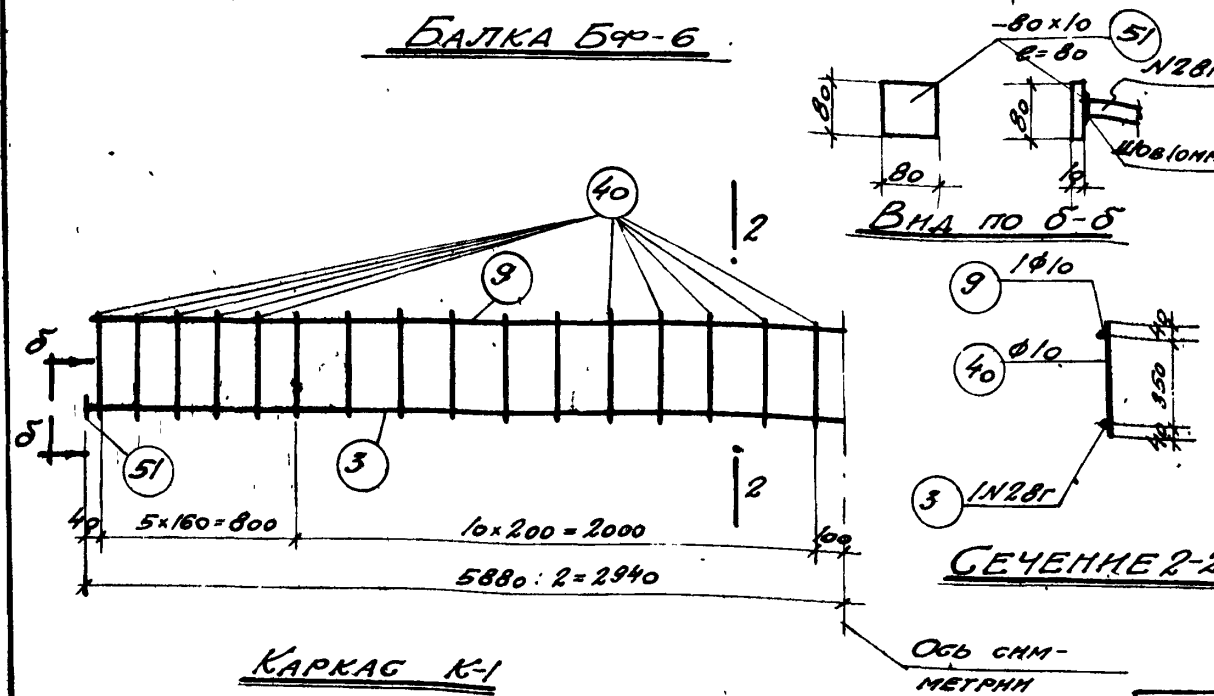 БАЛКА БФ-6
-80×10
ℓ=80
51
N28г
80
80
80
10
ШОВ 10ММ
ВИД ПО б-б
40
2
9
б
б
51
3
2
40
5×160=800
10×200=2000
100
5880:2=2940
9
1ф10
40
ф10
3
1N28г
40
350
40
СЕЧЕНИЕ 2-2
КАРКАС К-1
ОСЬ СИМ-
МЕТРИИ